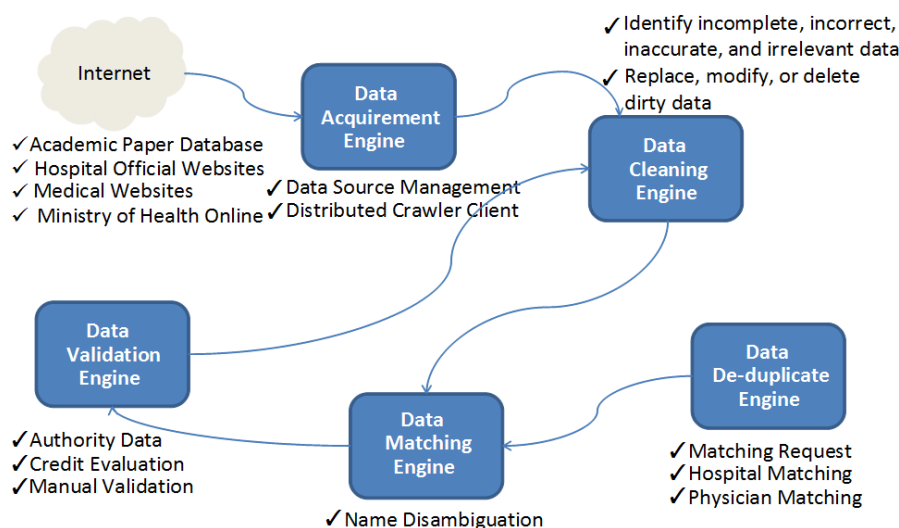 Internet
✓Academic Paper Database
✓ Hospital Official Websites
✓ Medical Websites
✓ Ministry of Health Online
Data
Acquirement
Engine
✓Data Source Management
✓Distributed Crawler Client
✓Identify incomplete, incorrect,
inaccurate, and irrelevant data
✓Replace, modify, or delete
dirty data
Data
Cleaning
Engine
Data
Validation
Engine
✓Authority Data
✓Credit Evaluation
✓Manual Validation
Data
Matching
Engine
✓Name Disambiguation
Data
De-duplicate
Engine
✓Matching Request
✓Hospital Matching
✓Physician Matching